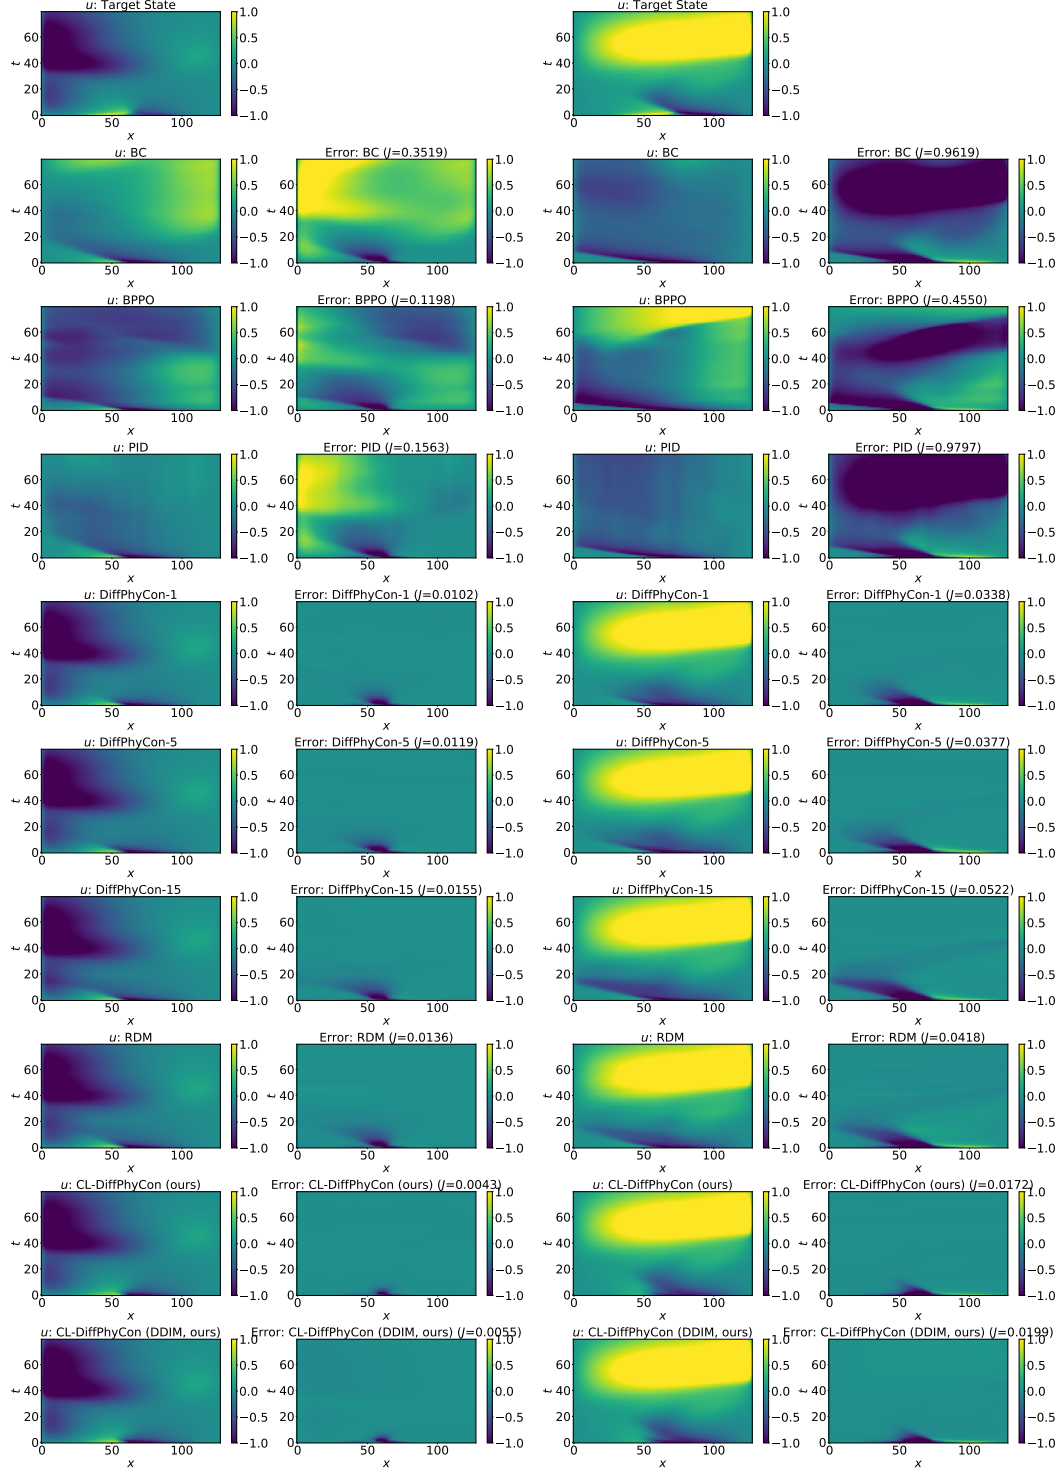 u: Target State
u: Target State
t
80
60
40
20
0
0 50 100
x
1.0
0.5
0.0
−0.5
−1.0
u: BC
Error: BC (J=0.3519)
u: BC
Error: BC (J=0.9619)
u: BPPO
Error: BPPO (J=0.1198)
u: BPPO
Error: BPPO (J=0.4550)
u: PID
Error: PID (J=0.1563)
u: PID
Error: PID (J=0.9797)
u: DiffPhyCon-1
Error: DiffPhyCon-1 (J=0.0102)
u: DiffPhyCon-1
Error: DiffPhyCon-1 (J=0.0338)
u: DiffPhyCon-5
Error: DiffPhyCon-5 (J=0.0119)
u: DiffPhyCon-5
Error: DiffPhyCon-5 (J=0.0377)
u: DiffPhyCon-15
Error: DiffPhyCon-15 (J=0.0155)
u: DiffPhyCon-15
Error: DiffPhyCon-15 (J=0.0522)
u: RDM
Error: RDM (J=0.0136)
u: RDM
Error: RDM (J=0.0418)
u: CL-DiffPhyCon (ours)
Error: CL-DiffPhyCon (ours) (J=0.0043)
u: CL-DiffPhyCon (ours)
Error: CL-DiffPhyCon (ours) (J=0.0172)
u: CL-DiffPhyCon (DDIM, ours)
Error: CL-DiffPhyCon (DDIM, ours) (J=0.0055)
u: CL-DiffPhyCon (DDIM, ours)
Error: CL-DiffPhyCon (DDIM, ours) (J=0.0199)